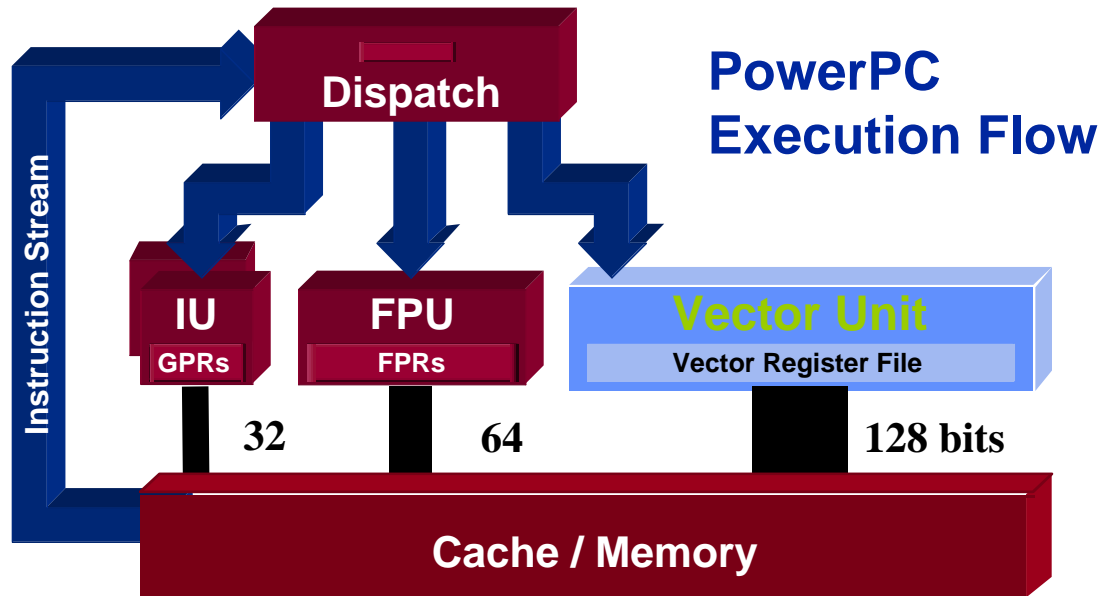 PowerPC
Execution Flow
Dispatch
Instruction Stream
IU
GPRs
FPU
FPRs
Vector Unit
Vector Register File
32
64
128 bits
Cache / Memory